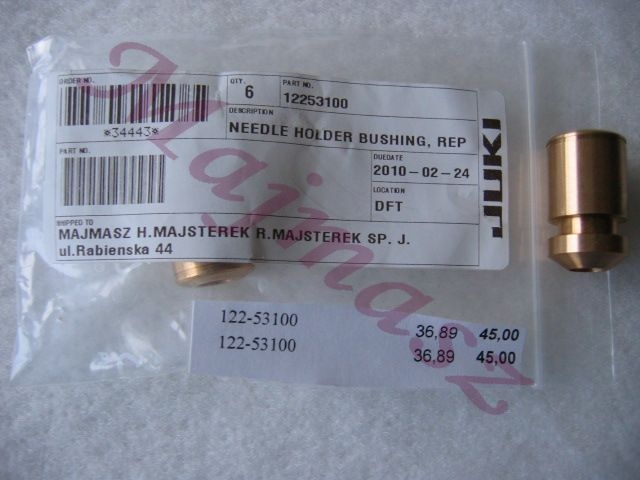 ORDER NO.
*34443*
QTY.
6
PART NO.
12253100
DESCRIPTION
NEEDLE HOLDER BUSHING, REP
PART NO.
DUEDATE
2010-02-24
LOCATION
DFT
SHIPPED TO
MAJMASZ H.MAJSTEREK R.MAJSTEREK SP. J.
ul.Rabienska 44
JUKI
122-53100 36,89 45,00
122-53100 36,89 45,00
Majmasz